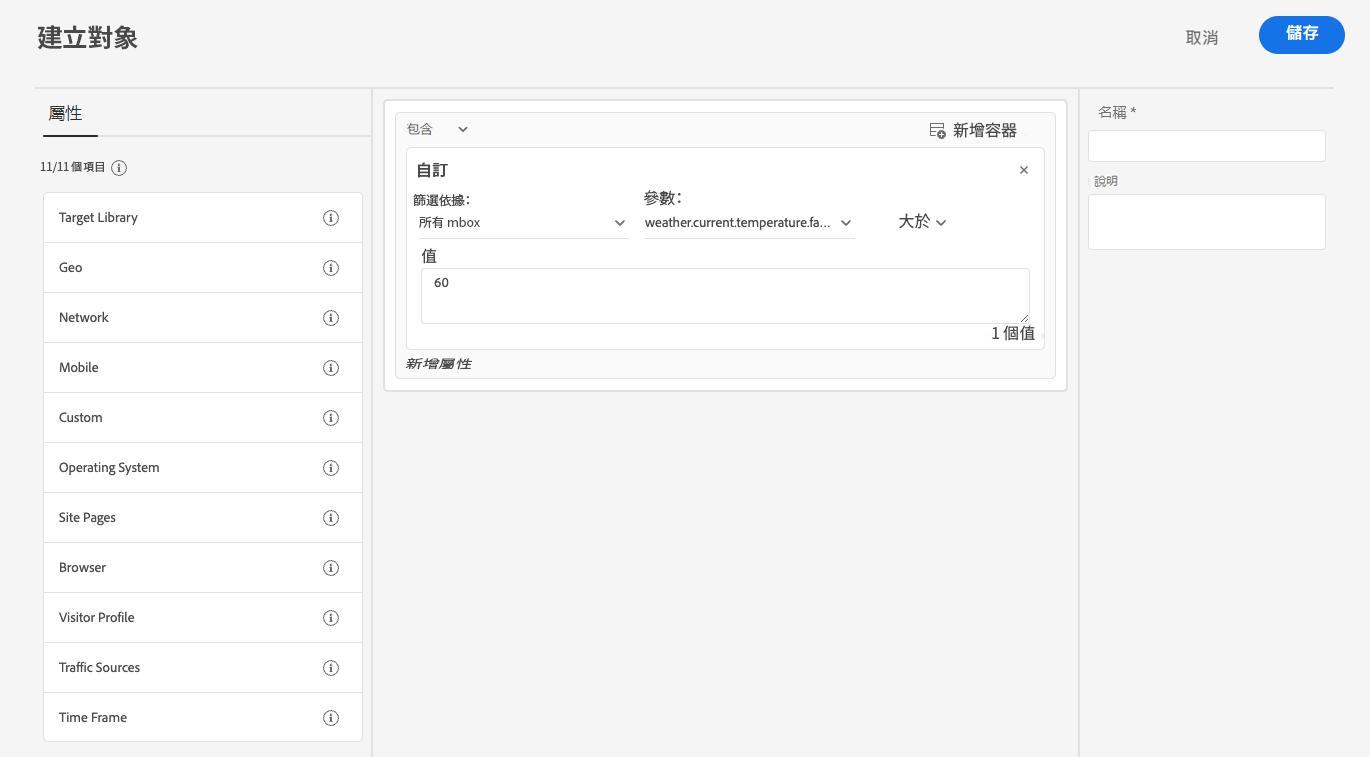 建立對象
取消
儲存
屬性
11/11 個項目
Target Library
Geo
Network
Mobile
Custom
Operating System
Site Pages
Browser
Visitor Profile
Traffic Sources
Time Frame
包含
新增容器
自訂
篩選依據:
參數:
所有 mbox
weather.current.temperature.fa...
大於
值
60
1 個值
新增屬性
名稱 *
說明